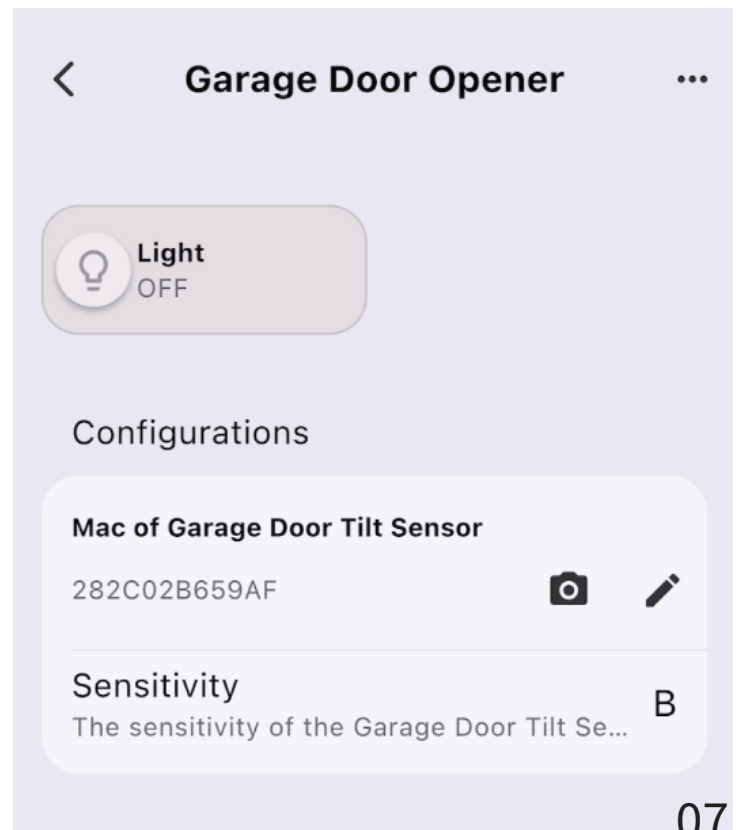 Garage Door Opener
Light
OFF
Configurations
Mac of Garage Door Tilt Sensor
282C02B659AF
Sensitivity
B
The sensitivity of the Garage Door Tilt Se...
07